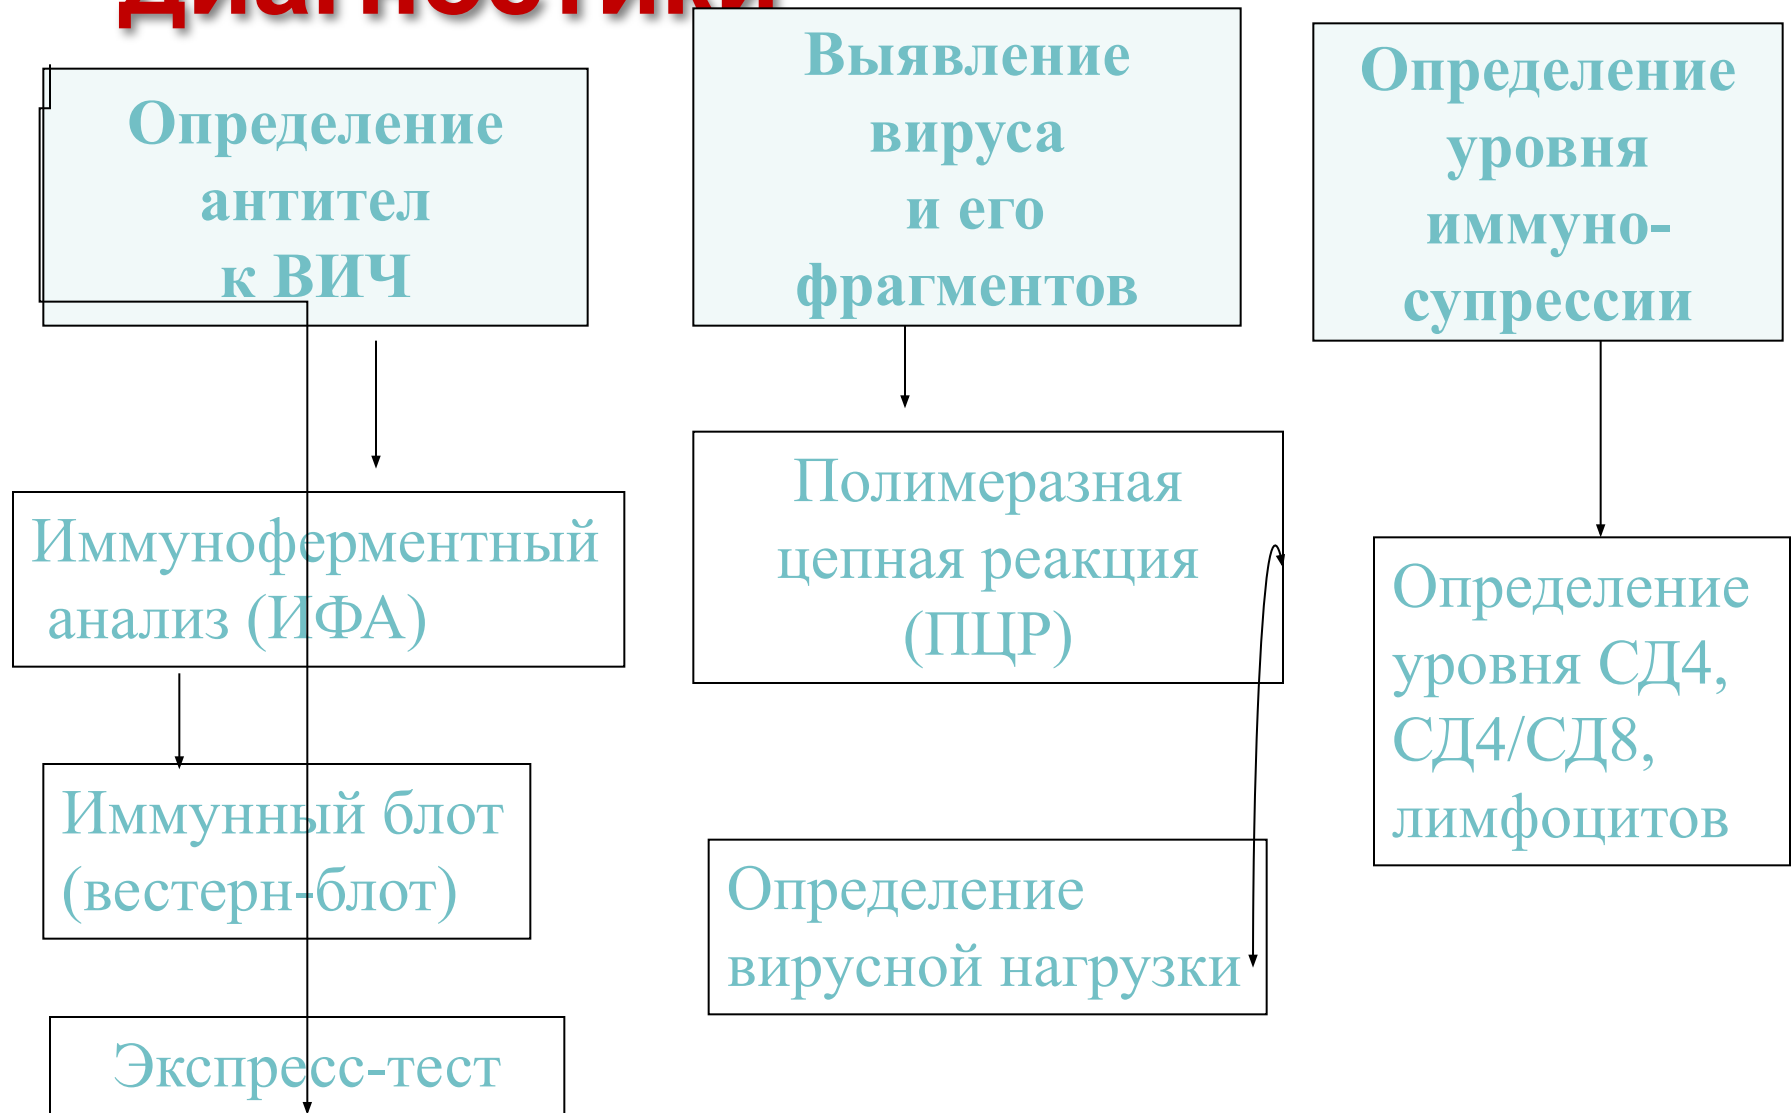 диагностики
Определение
антител
к ВИЧ
Иммуноферментный
анализ (ИФА)
Иммунный блот
(вестерн-блот)
Экспресс-тест
Выявление
вируса
и его
фрагментов
Полимеразная
цепная реакция
(ПЦР)
Определение
вирусной нагрузки
Определение
уровня
иммуно-
супрессии
Определение
уровня СД4,
СД4/СД8,
лимфоцитов